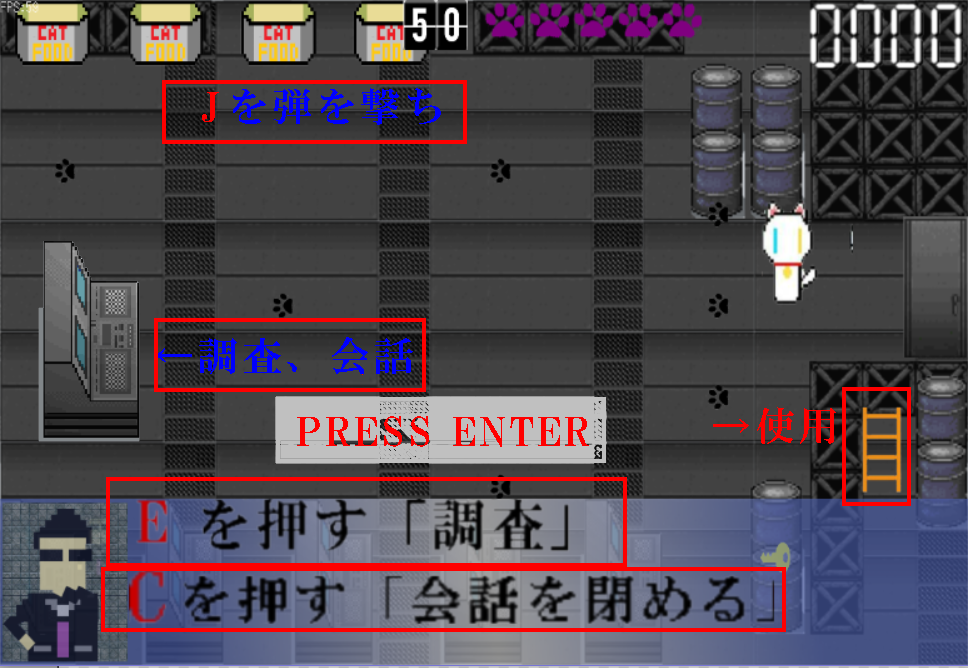 FPS:50
CAT FOOD CAT FOOD CAT FOOD CAT FOOD 50 0000
Jを弾を撃ち
←調査、会話
PRESS ENTER
→使用
E を押す「調査」
Cを押す「会話を閉める」